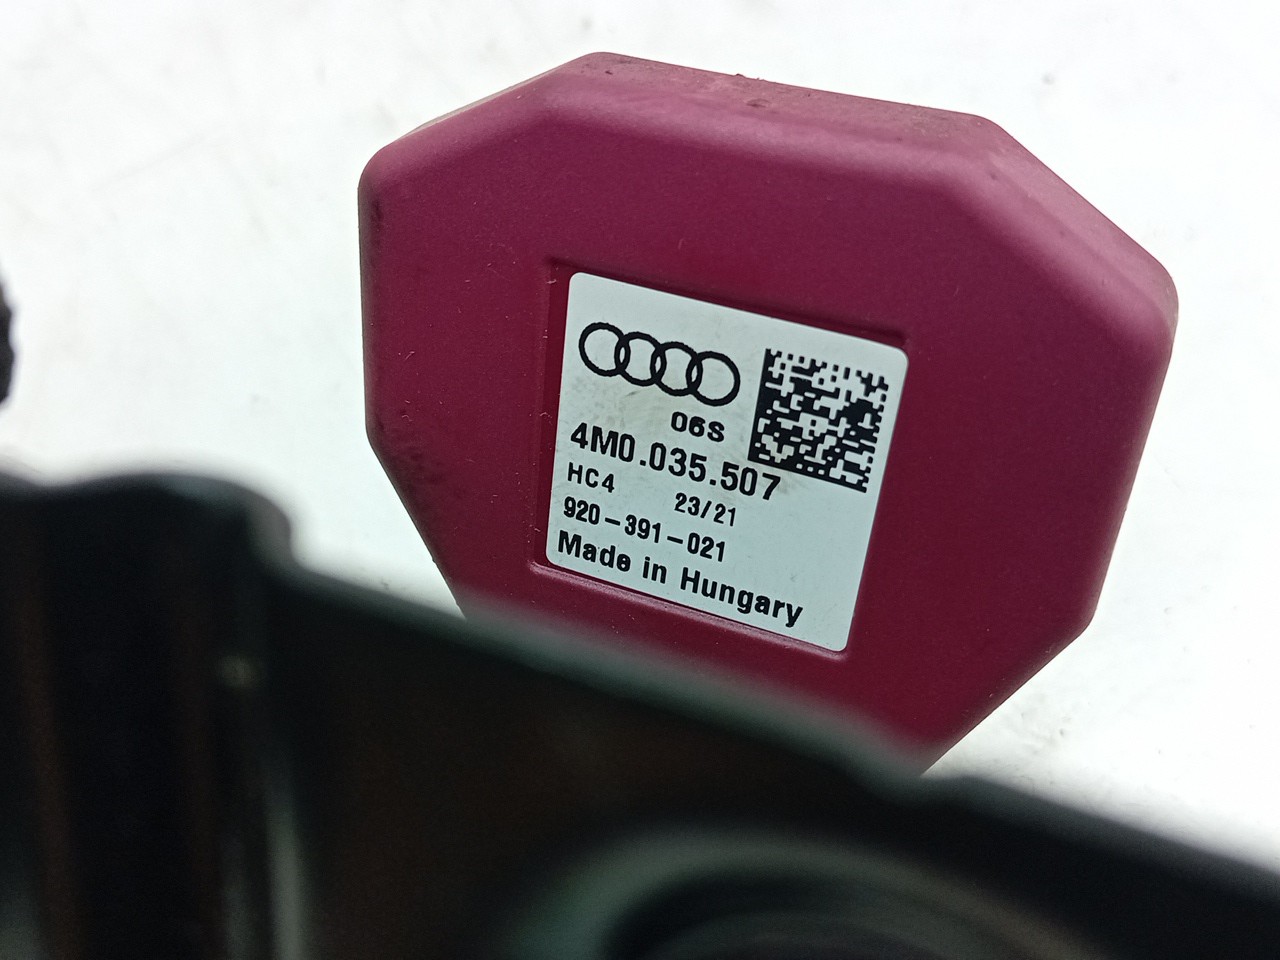 06S
4M0.035.507
HC4 23/21
920-391-021
Made in Hungary